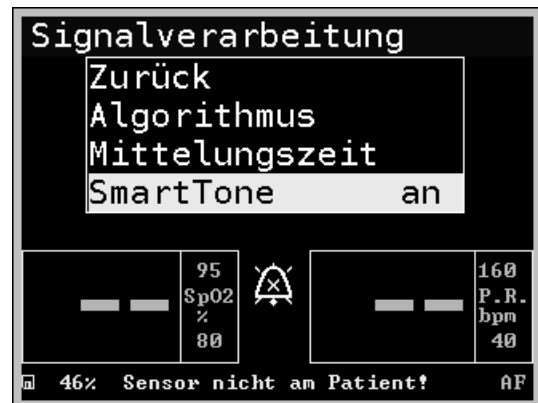 Signalverarbeitung
Zurück
Algorithmus
Mittelungszeit
SmartTone an
-- 95 SpO2 % 80
-- 160 P.R. bpm 40
46% Sensor nicht am Patient! AF